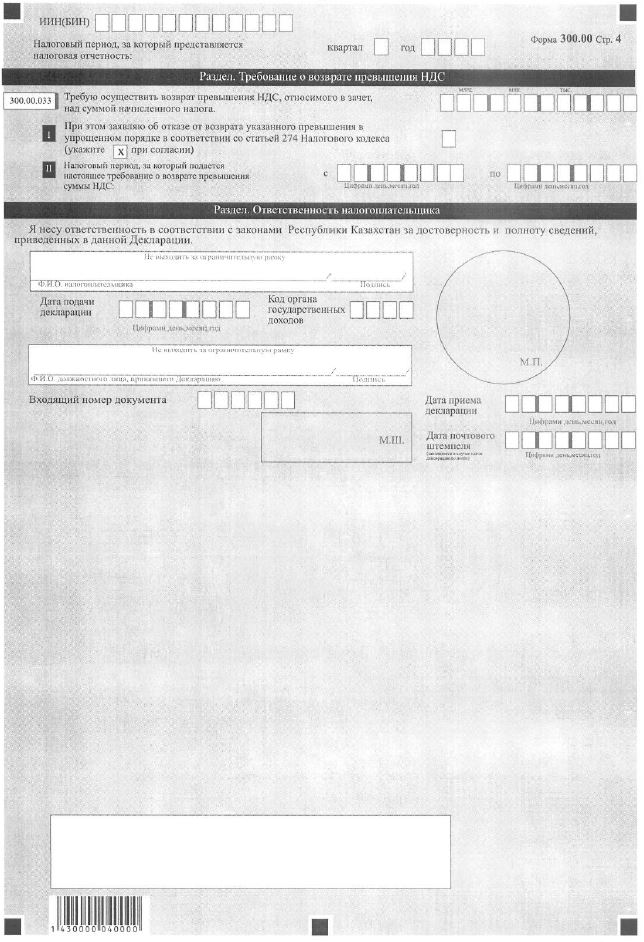 ИИН(БИН)
Форма 300.00 Стр. 4
Налоговый период, за который представляется
налоговая отчетность:
квартал год
Раздел. Требование о возврате превышения НДС
млрд. млн. тыс.
300.00.033 Требую осуществить возврат превышения НДС, относимого в зачет,
над суммой начисленного налога.
I При этом заявляю об отказе от возврата указанного превышения в
упрощенном порядке в соответствии со статьей 274 Налогового кодекса
(укажите X при согласии)
II Налоговый период, за который подается
настоящее требование о возврате превышения
суммы НДС:
с по
Цифрами день,месяц,год Цифрами день,месяц,год
Раздел. Ответственность налогоплательщика
Я несу ответственность в соответствии с законами Республики Казахстан за достоверность и полноту сведений,
приведенных в данной Декларации.
Не выходить за ограничительную рамку
Ф.И.О. налогоплательщика / Подпись /
Дата подачи
декларации
Цифрами день,месяц,год
Код органа
государственных
доходов
М.П.
Не выходить за ограничительную рамку
Ф.И.О. должностного лица, принявшего Декларацию / Подпись /
Входящий номер документа
М.Ш.
Дата приема
декларации
Цифрами день,месяц,год
Дата почтового
штемпеля
Цифрами день,месяц,год
1 430000 040000